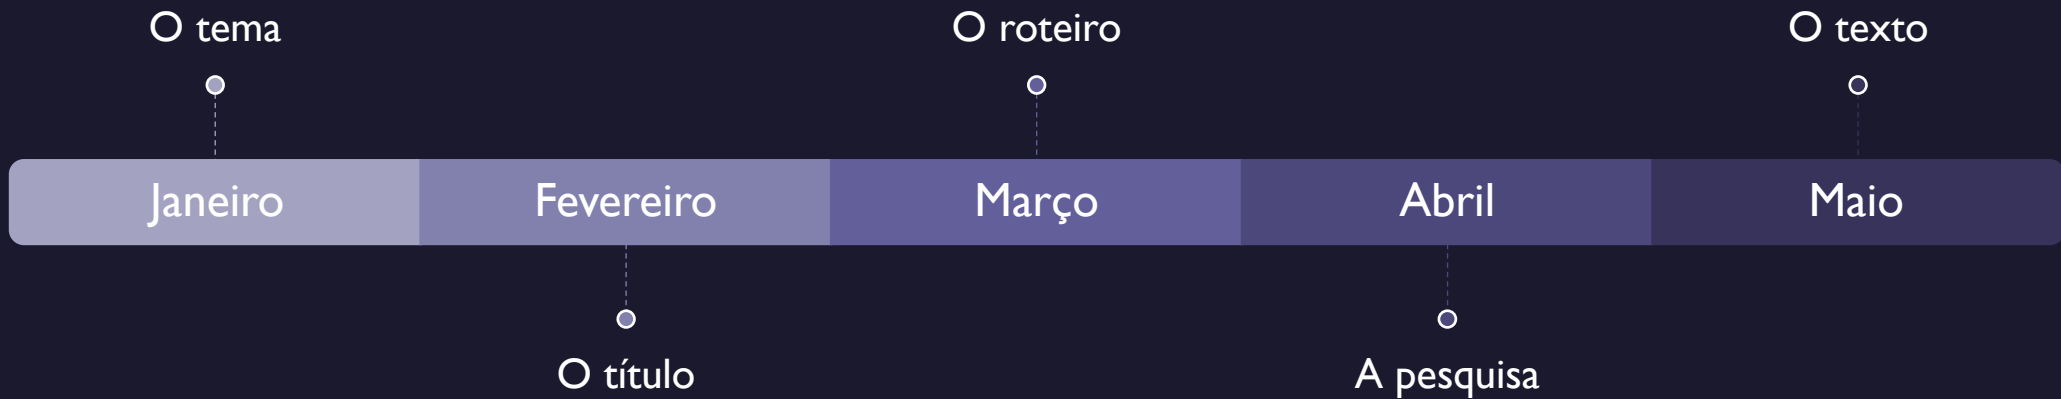 O tema
O roteiro
O texto
Janeiro
Fevereiro
Março
Abril
Maio
O título
A pesquisa